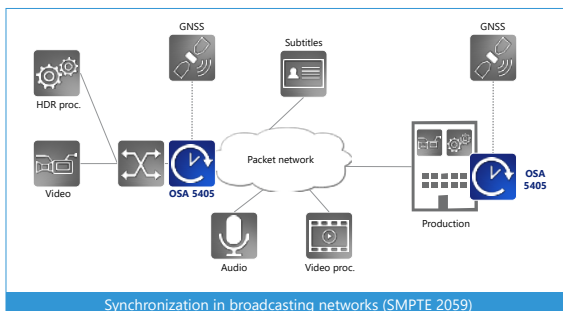 GNSS
GNSS
Subtitles
HDR proc.
Packet network
Video
OSA 5405
OSA
5405
Production
Audio
Video proc.
Synchronization in broadcasting networks (SMPTE 2059)